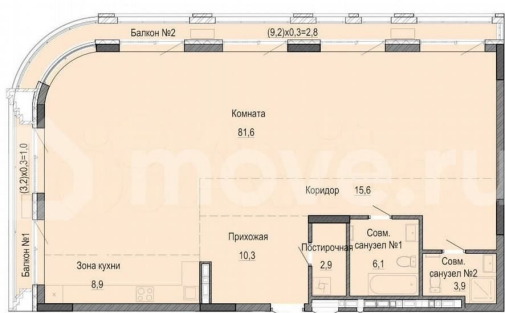 Балкон №2 (9,2)х0,3=2,8
Комната
81,6
(3,2)х0,3=1,0
Коридор 15,6
Балкон №1
Прихожая
10,3
Постирочная
2,9
Совм.
санузел №1
6,1
Совм.
санузел №2
3,9
Зона кухни
8,9
move.ru